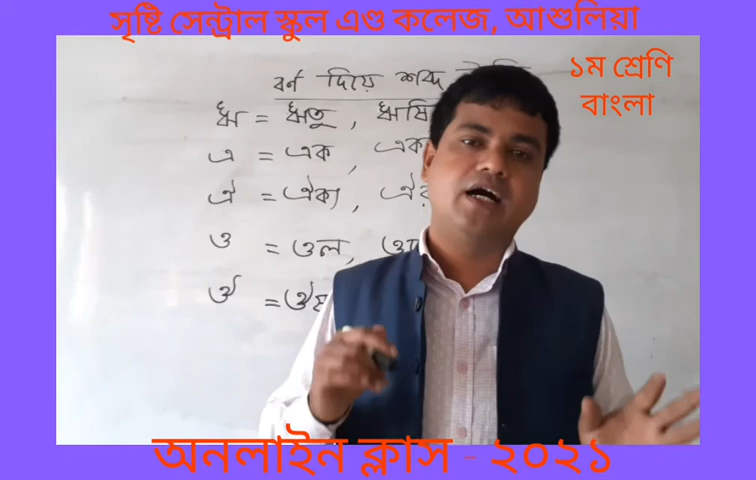 সৃষ্টি সেন্ট্রাল স্কুল এণ্ড কলেজ, আশুলিয়া
১ম শ্রেণি
বাংলা
বর্ণ দিয়ে শব্দ
ঋ = ঋতু, ঋষি
এ = এক,
ঐ = ঐক্য,
ও = ওল,
ঔ =
অনলাইন ক্লাস - ২০২১